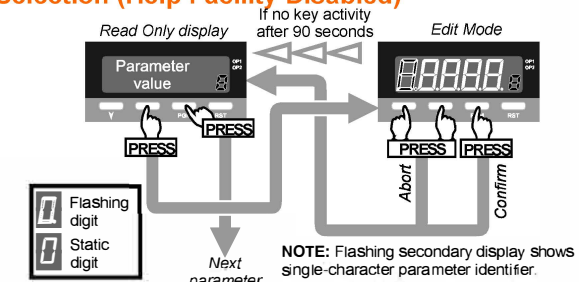 Selection (Help Facility Disabled)
Read Only display
If no key activity
after 90 seconds
Edit Mode
Parameter
value
OP1
OP2
OP1
OP2
RST
RST
PRESS
PRESS
PRESS
PRESS
Abort
Confirm
Flashing
digit
Static
digit
Next
parameter
NOTE: Flashing secondary display shows
single-character parameter identifier.